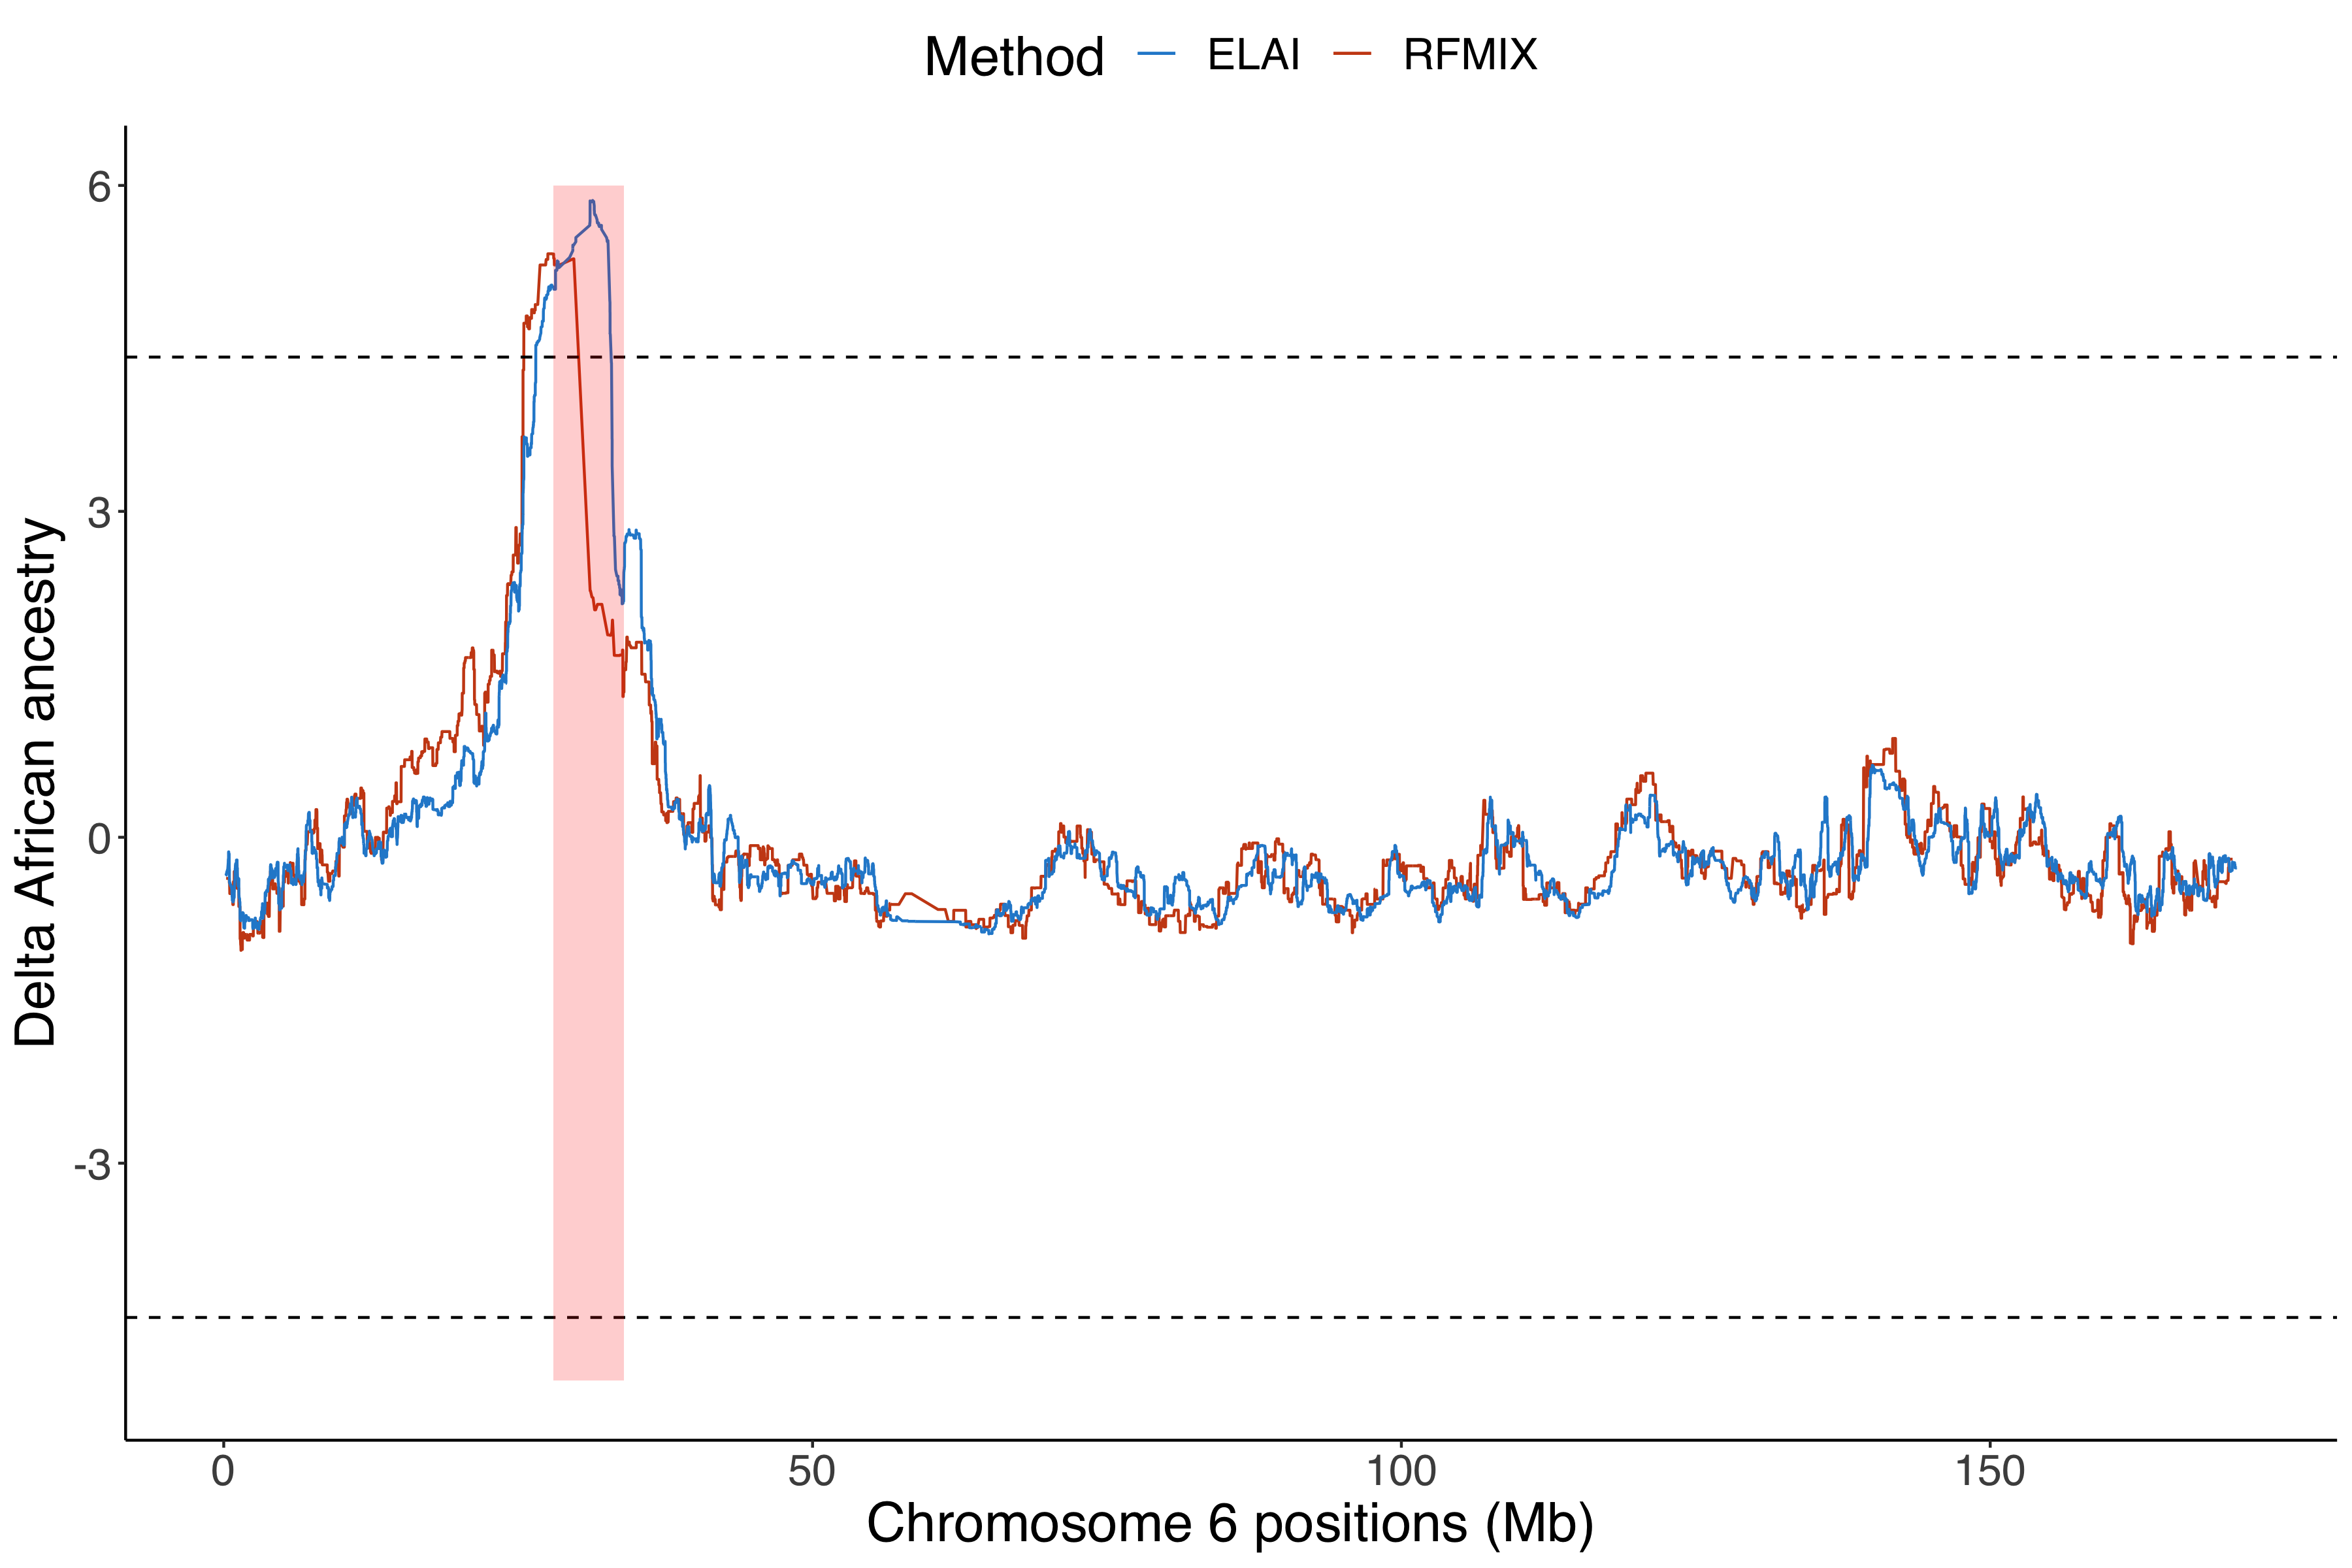 Method ELAI RFMIX
6
3
0
-3
Delta African ancestry
0 50 100 150
Chromosome 6 positions (Mb)